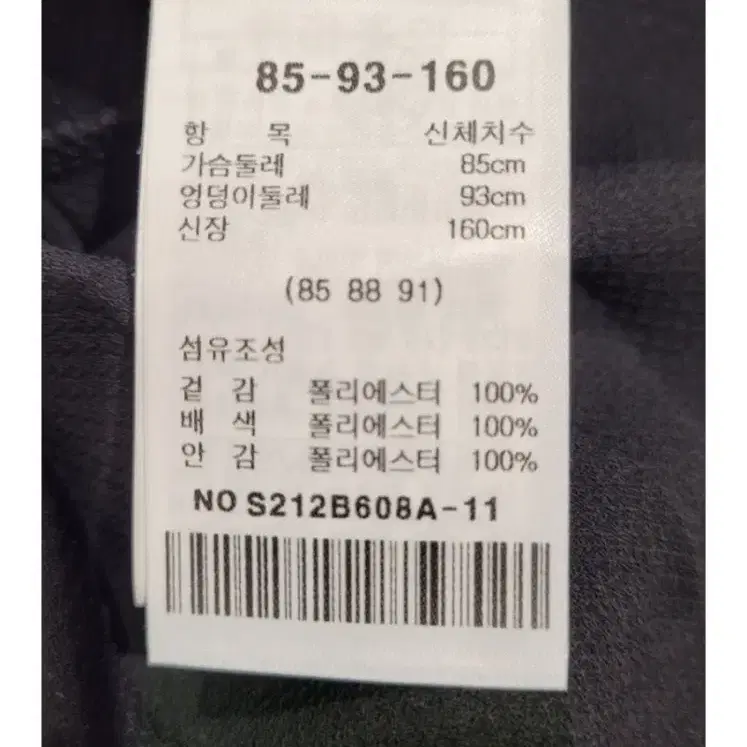 85-93-160
항 목 신체치수
가슴둘레 85cm
엉덩이둘레 93cm
신장 160cm
(85 88 91)
섬유조성
겉 감 폴리에스터 100%
배 색 폴리에스터 100%
안 감 폴리에스터 100%
NO S212B608A-11